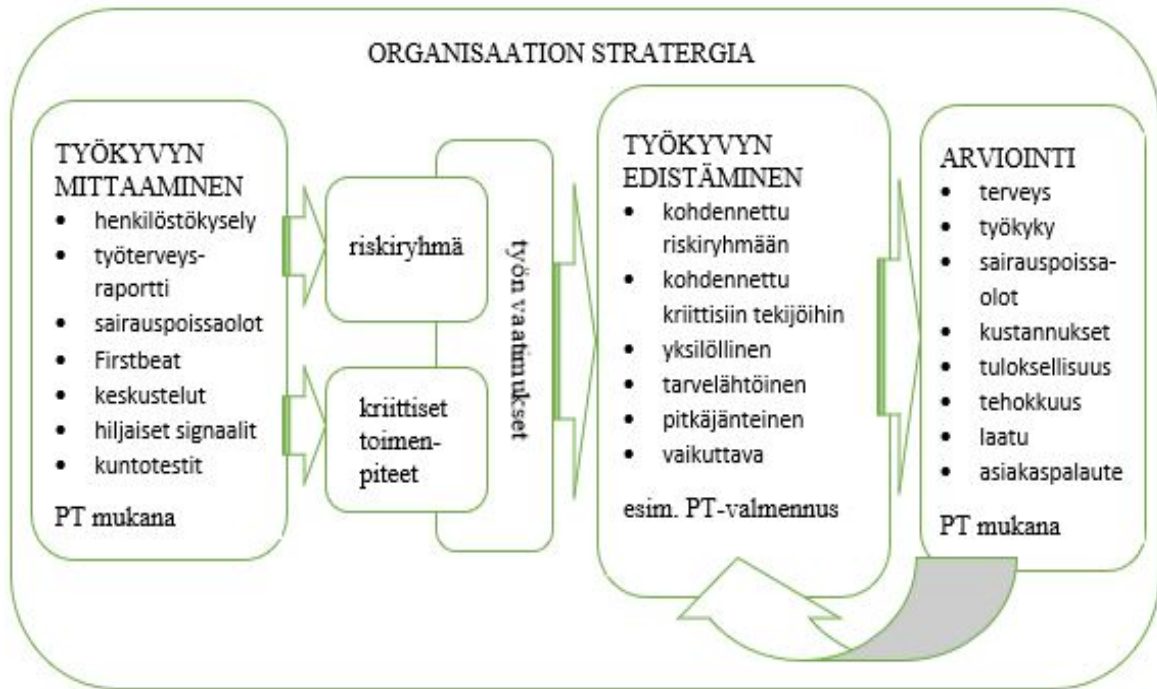 ORGANISAATION STRATERGIA
TYÖKYVYN
MITTAAMINEN
• henkilöstökysely
• työterveys-
raportti
• sairauspoissaolot
• Firstbeat
• keskustelut
• hiljaiset signaalit
• kuntotestit
PT mukana
riskiryhmä
kriittiset
toimen-
piteet
työn vaatimukset
TYÖKYVYN
EDISTÄMINEN
• kohdennettu
riskiryhmään
• kohdennettu
kriittisiin tekijöihin
• yksilöllinen
• tarvelähtöinen
• pitkäjänteinen
• vaikuttava
esim. PT-valmennus
ARVIOINTI
• terveys
• työkyky
• sairauspoissa-
olot
• kustannukset
• tuloksellisuus
• tehokkuus
• laatu
• asiakaspalaute
PT mukana